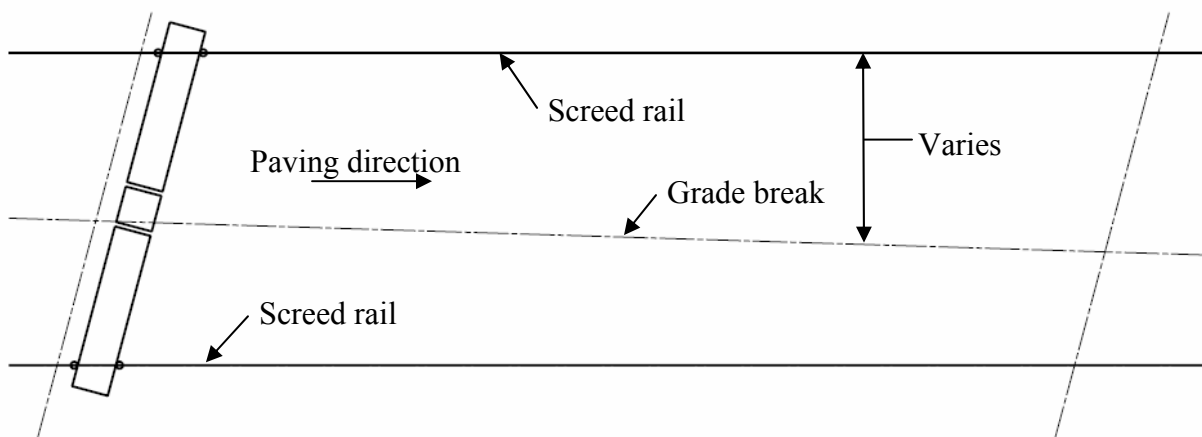 Screed rail
Varies
Paving direction
Grade break
Screed rail